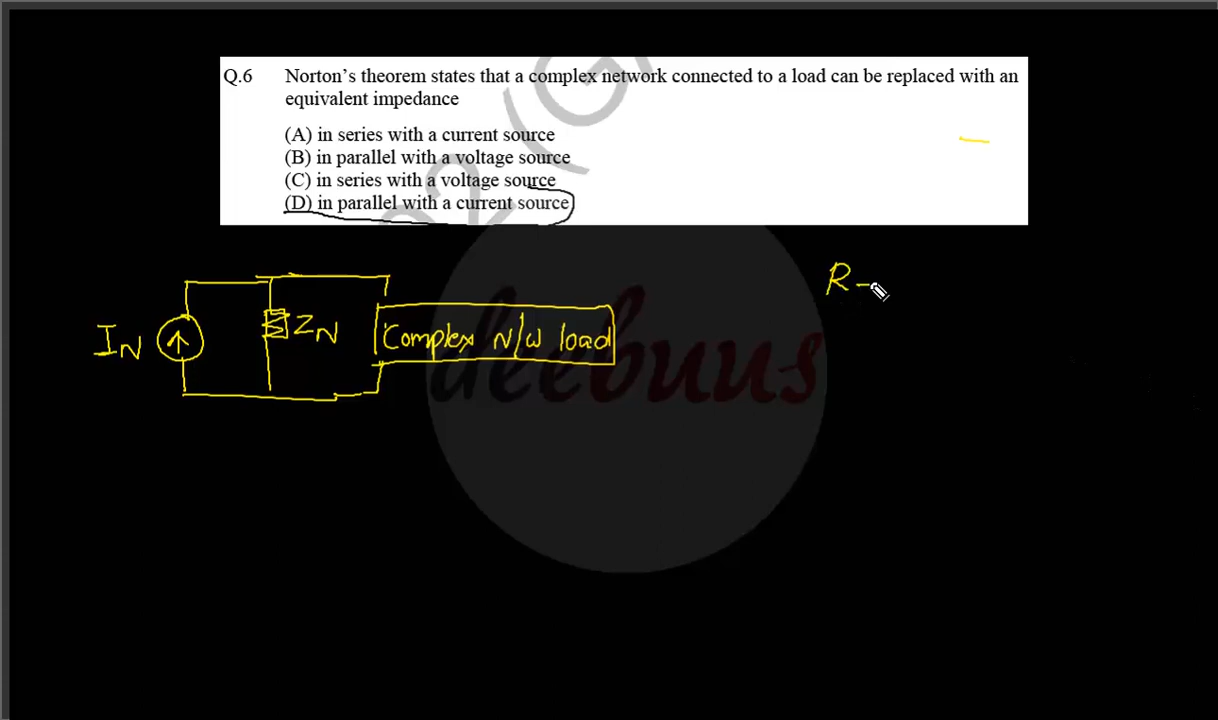 Q.6 Norton's theorem states that a complex network connected to a load can be replaced with an
equivalent impedance
(A) in series with a current source
(B) in parallel with a voltage source
(C) in series with a voltage source
(D) in parallel with a current source
R -
IN
ZN
Complex N/W load
deebuus